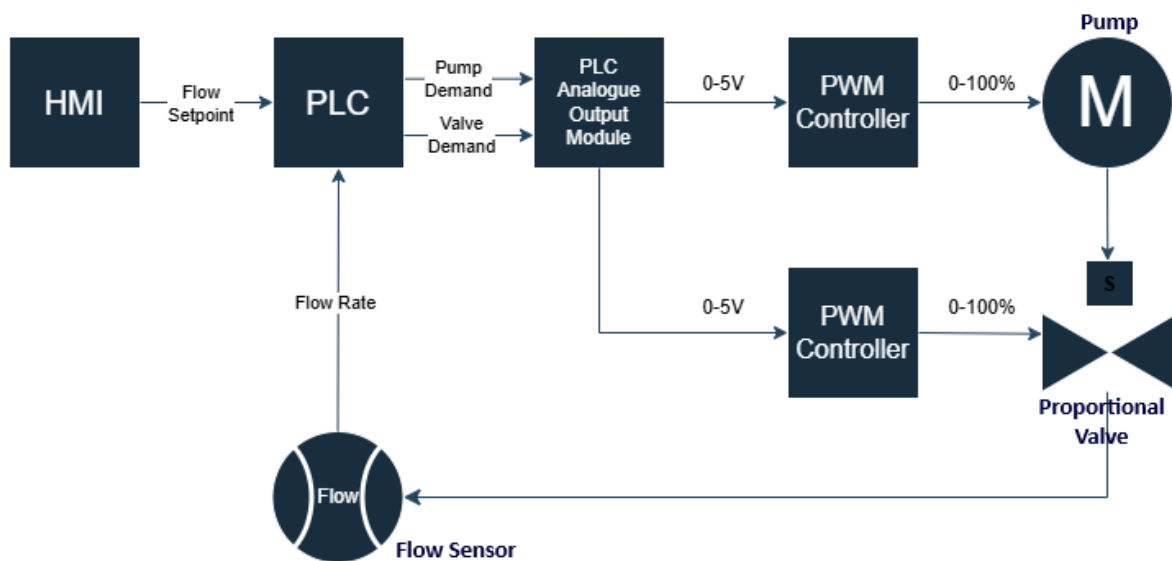 Pump
HMI
Flow
Setpoint
PLC
Pump
Demand
Valve
Demand
PLC
Analogue
Output
Module
0-5V
PWM
Controller
0-100%
M
S
Flow Rate
0-5V
PWM
Controller
0-100%
Proportional
Valve
Flow
Flow Sensor